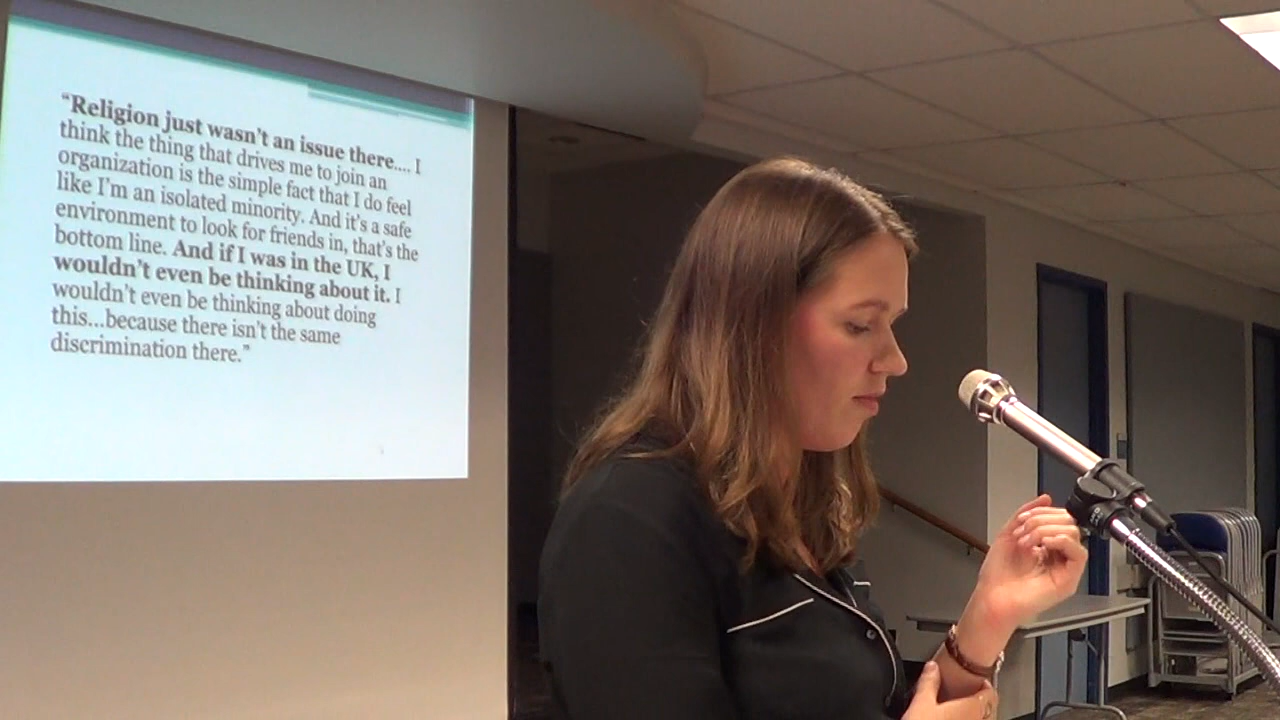 “Religion just wasn’t an issue there.... I
think the thing that drives me to join an
organization is the simple fact that I do feel
like I’m an isolated minority. And it’s a safe
environment to look for friends in, that’s the
bottom line. And if I was in the UK, I
wouldn’t even be thinking about it. I
wouldn’t even be thinking about doing
this...because there isn’t the same
discrimination there.”